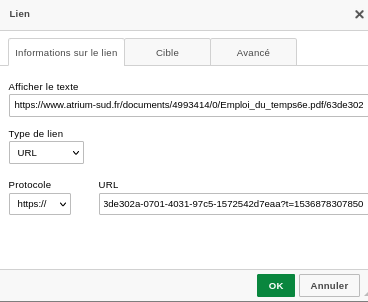 Lien
Informations sur le lien Cible Avancé
Afficher le texte
https://www.atrium-sud.fr/documents/4993414/0/Emploi_du_temps6e.pdf/63de302
Type de lien
URL
Protocole URL
https:// 3de302a-0701-4031-97c5-1572542d7eaa?t=1536878307850
OK Annuler